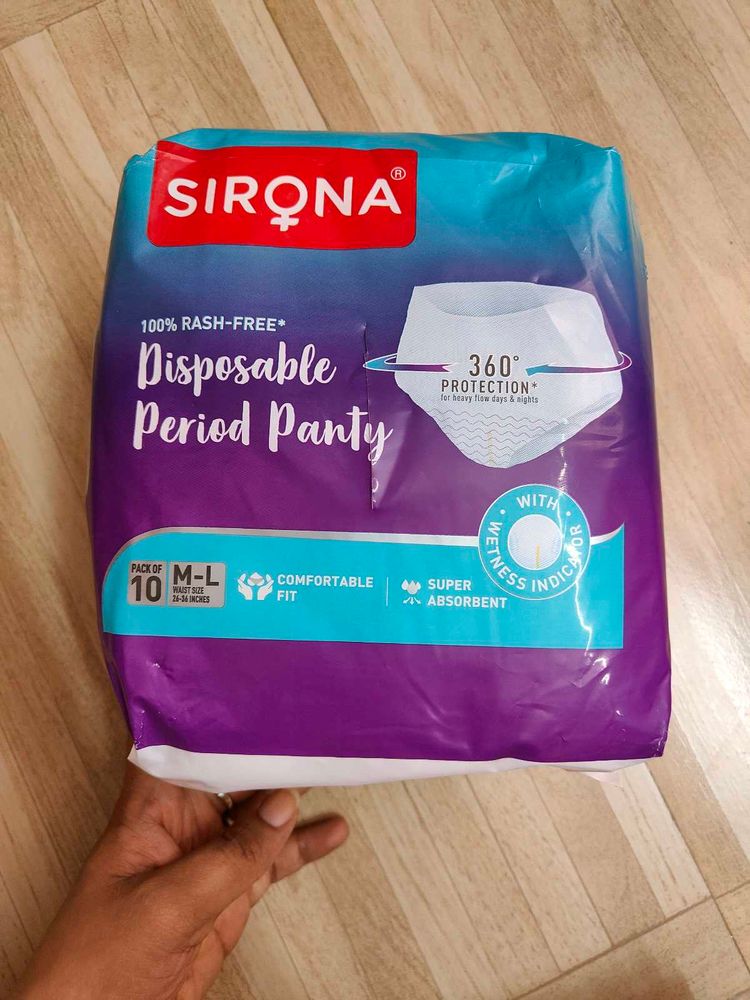 SIRONA®
100% RASH-FREE*
Disposable
Period Panty
360°
PROTECTION*
for heavy flow days & nights
WITH
WETNESS INDICATOR
PACK OF
10
M-L
WAIST SIZE
26-36 INCHES
COMFORTABLE
FIT
SUPER
ABSORBENT